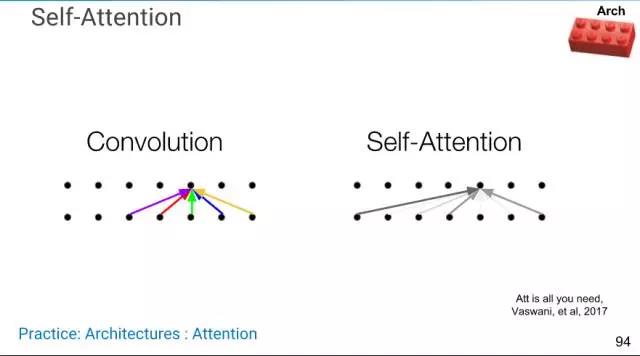 Self-Attention
Arch
Convolution
Self-Attention
Att is all you need,
Vaswani, et al, 2017
Practice: Architectures : Attention
94